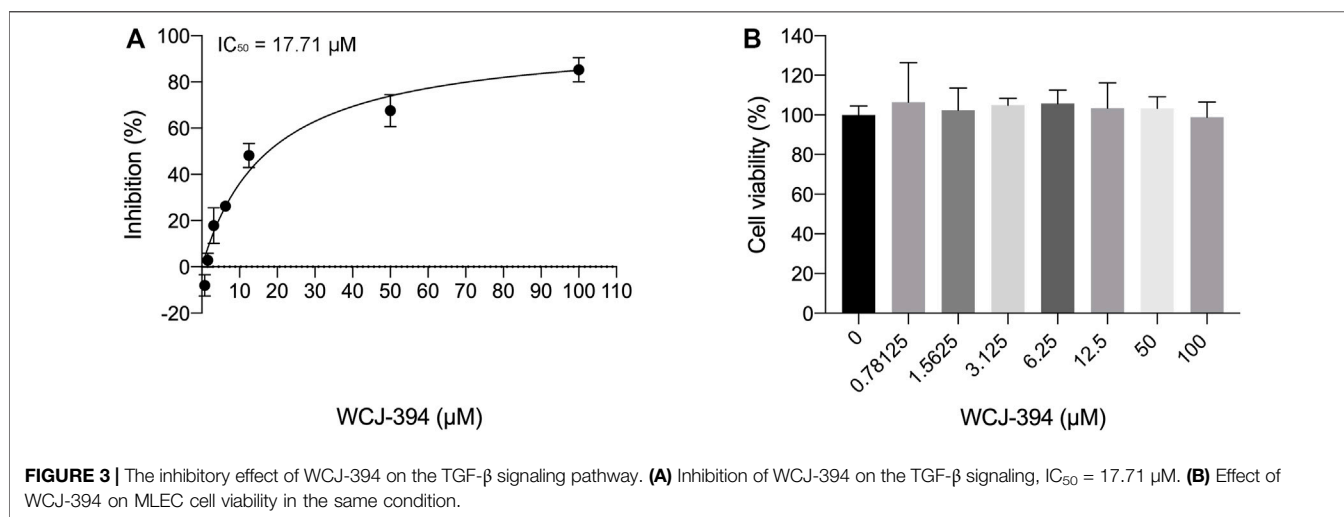 A
IC₅₀ = 17.71 µM
Inhibition (%)
100
80
60
40
20
0
-20
10 20 30 40 50 60 70 80 90 100 110
WCJ-394 (µM)
B
Cell viability (%)
140
120
100
80
60
40
20
0
0 0.78125 1.5625 3.125 6.25 12.5 50 100
WCJ-394 (µM)
FIGURE 3 | The inhibitory effect of WCJ-394 on the TGF-β signaling pathway. (A) Inhibition of WCJ-394 on the TGF-β signaling, IC₅₀ = 17.71 µM. (B) Effect of
WCJ-394 on MLEC cell viability in the same condition.